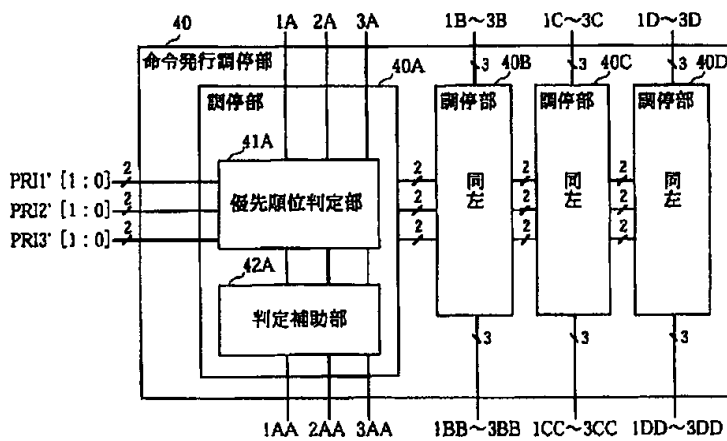 40 1A 2A 3A 1B～3B 1C～3C 1D～3D
命令発行調停部
40A 3 40B 3 40C 3 40D
調停部 調停部 調停部 調停部
41A
PRI1' [1:0] 2 優先順位判定部 2 同左 2 同左 2 同左
PRI2' [1:0] 2 2 2 2
PRI3' [1:0] 2 2 2 2
42A
判定補助部
3 3 3
1AA 2AA 3AA 1BB～3BB 1CC～3CC 1DD～3DD